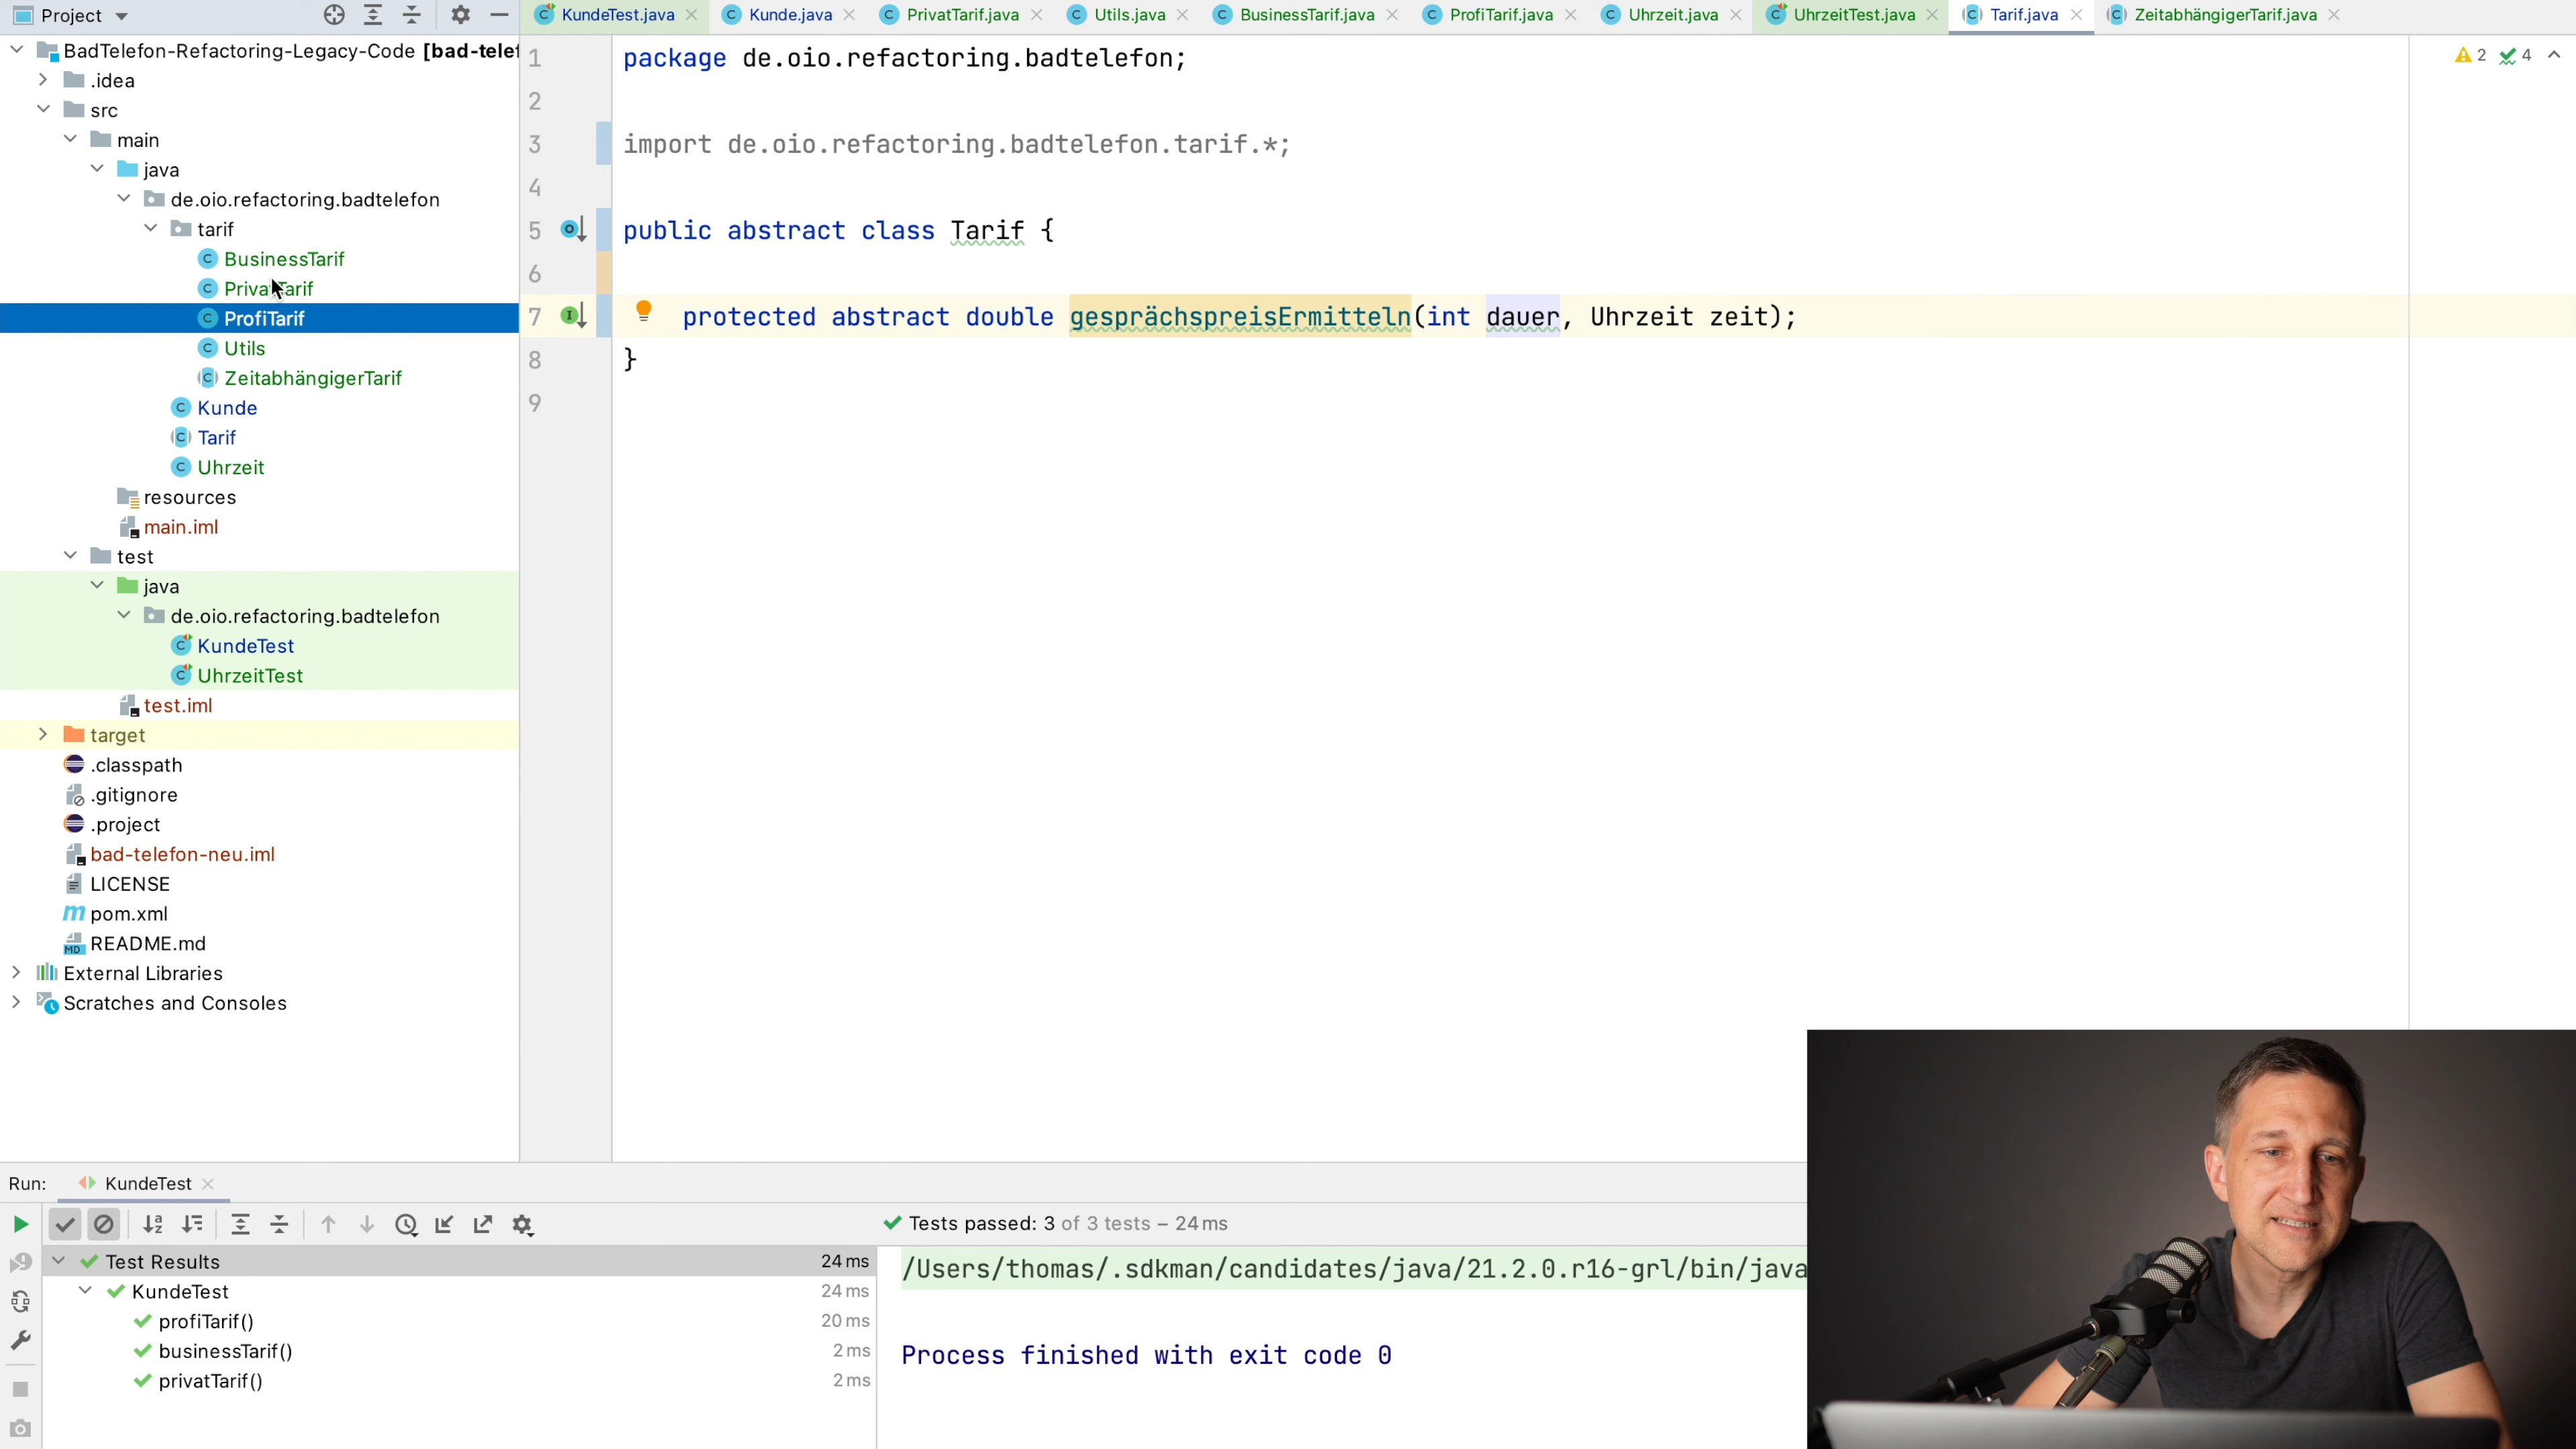 Project
KundeTest.java
Kunde.java
PrivatTarif.java
Utils.java
BusinessTarif.java
ProfiTarif.java
Uhrzeit.java
UhrzeitTest.java
Tarif.java
ZeitabhängigerTarif.java
BadTelefon-Refactoring-Legacy-Code [bad-telef
.idea
src
main
java
de.oio.refactoring.badtelefon
tarif
BusinessTarif
PrivatTarif
ProfiTarif
Utils
ZeitabhängigerTarif
Kunde
Tarif
Uhrzeit
resources
main.iml
test
java
de.oio.refactoring.badtelefon
KundeTest
UhrzeitTest
test.iml
target
.classpath
.gitignore
.project
bad-telefon-neu.iml
LICENSE
pom.xml
README.md
External Libraries
Scratches and Consoles
1 package de.oio.refactoring.badtelefon;
2
3 import de.oio.refactoring.badtelefon.tarif.*;
4
5 public abstract class Tarif {
6
7 protected abstract double gesprächspreisErmitteln(int dauer, Uhrzeit zeit);
8 }
9
2 4
Run: KundeTest
Tests passed: 3 of 3 tests – 24 ms
Test Results 24 ms
KundeTest 24 ms
profiTarif() 20 ms
businessTarif() 2 ms
privatTarif() 2 ms
/Users/thomas/.sdkman/candidates/java/21.2.0.r16-grl/bin/java
Process finished with exit code 0